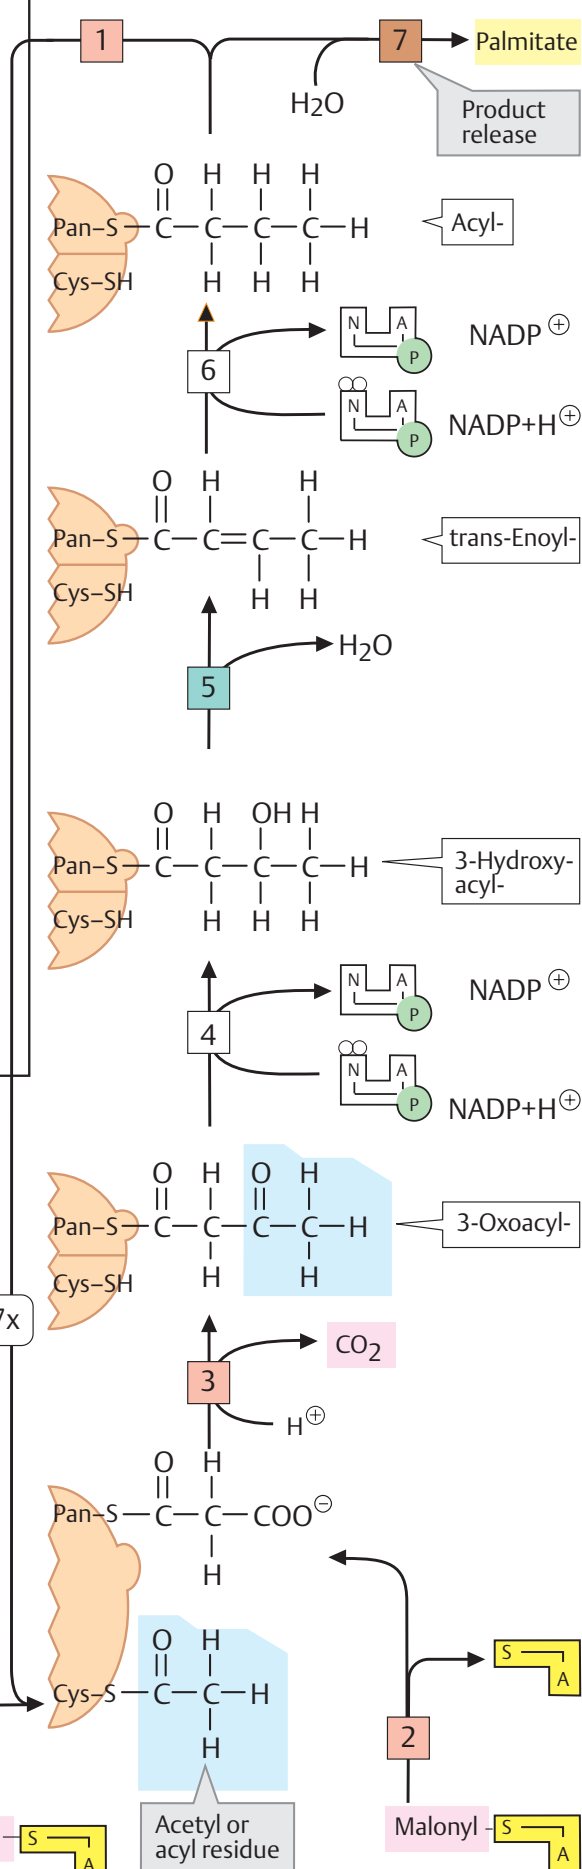 1
7
Palmitate
H2O
Product
release
O H H H
Pan–S C C C C H
Acyl-
Cys–SH H H H
N A P NADP ⊕
6
N A P NADP+H⊕
O H H
Pan–S C C C C H
trans-Enoyl-
Cys–SH H H
H2O
5
O H OH H
Pan–S C C C C H
3-Hydroxy-
acyl-
Cys–SH H H H
N A P NADP ⊕
4
N A P NADP+H⊕
O H O H
Pan–S C C C C H
3-Oxoacyl-
Cys–SH H H
7x
CO2
3
H⊕
O H
Pan–S C C COO⊖
H
O H
S A
Cys–S C C H
H
2
Acetyl or
acyl residue
Malonyl S A
S A